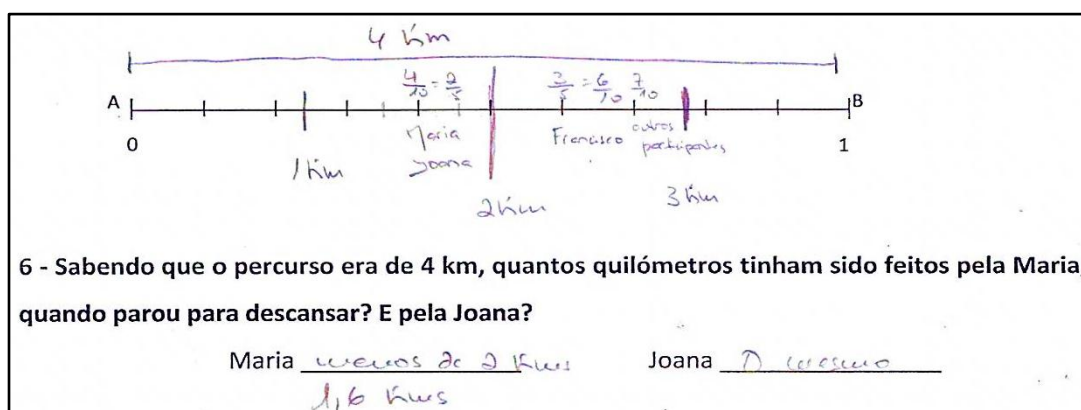 4 Km
4/10 = 2/5 3/5 = 6/10 7/10
A B
Maria Francisco outros
Joana participantes
0 1
1 Km
2 Km 3 Km
6 - Sabendo que o percurso era de 4 km, quantos quilómetros tinham sido feitos pela Maria,
quando parou para descansar? E pela Joana?
Maria menos de 2 Kms Joana O mesmo
1,6 Kms